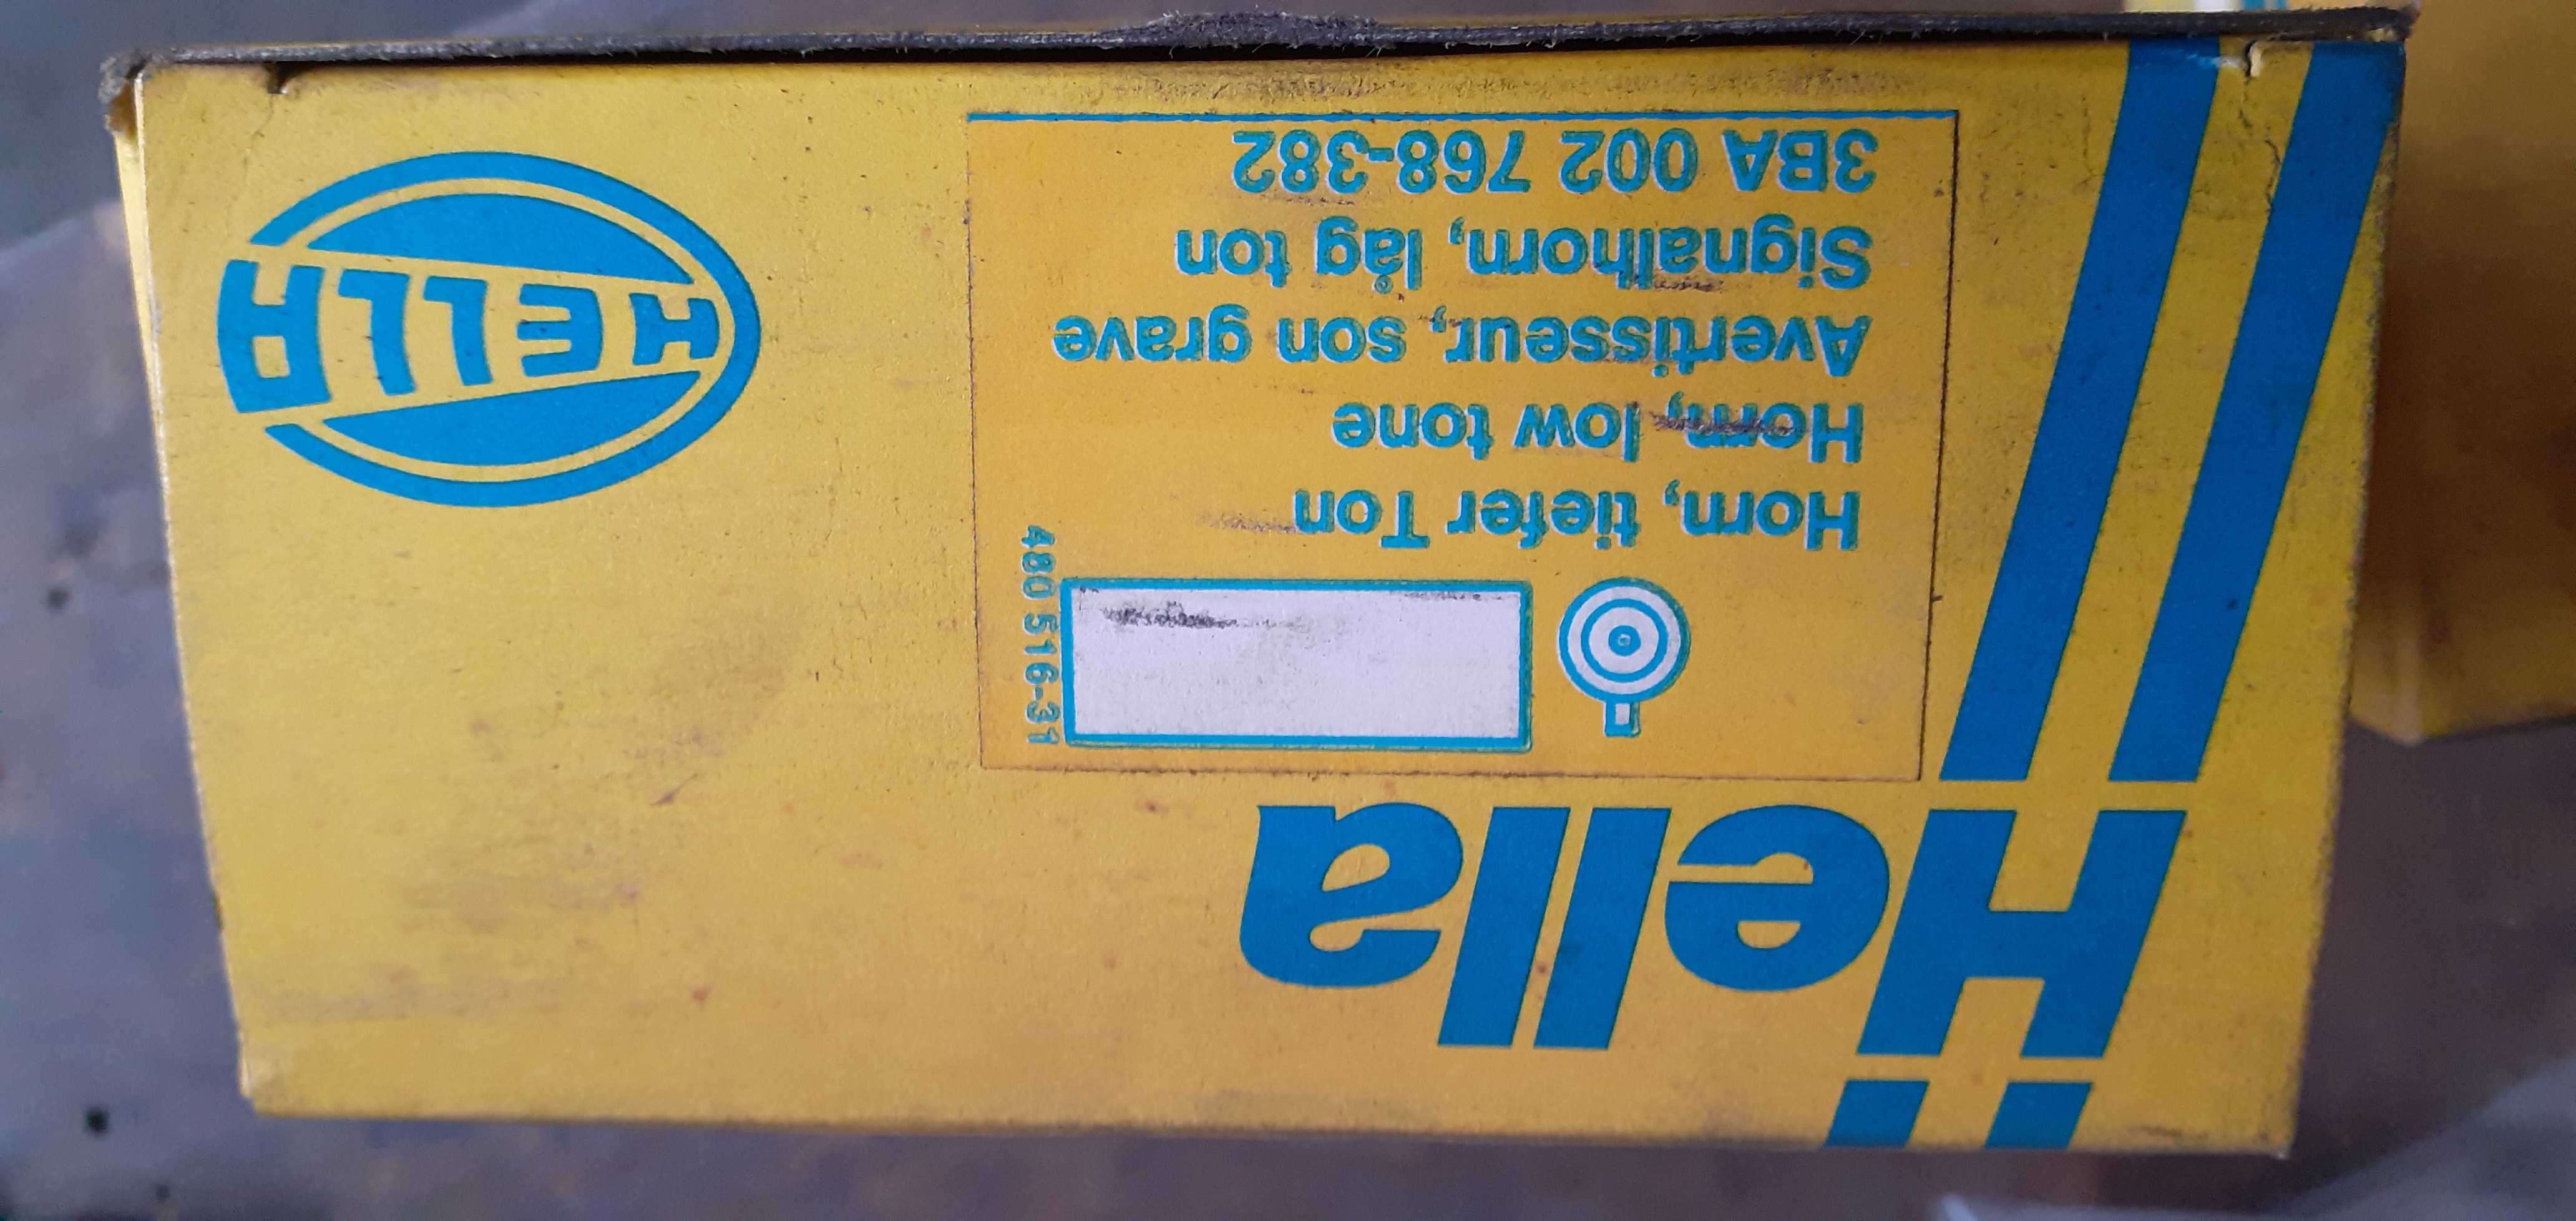 Hella
480 516-31
Horn, tiefer Ton
Horn, low tone
Avertisseur, son grave
Signalhorn, låg ton
3BA 002 768-382
HELLA